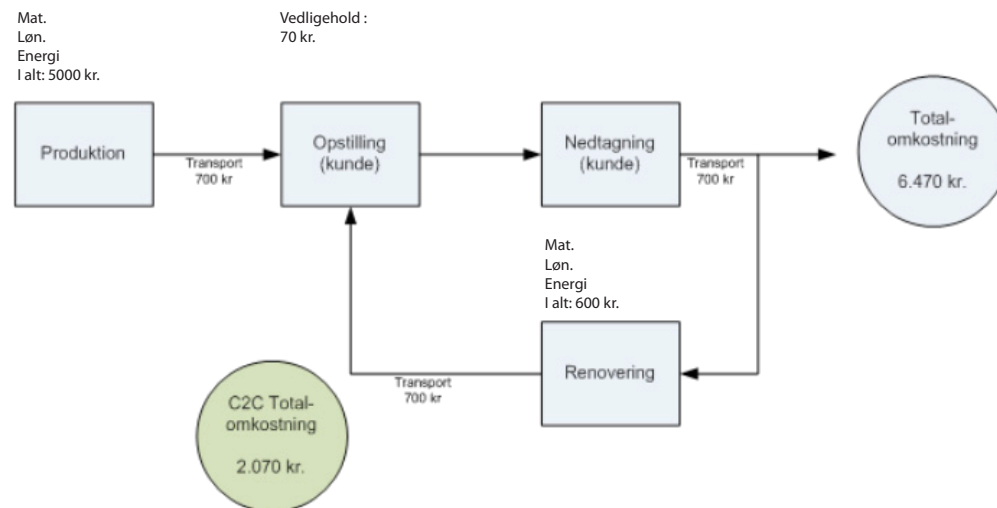 Mat.
Løn.
Energi
I alt: 5000 kr.
Vedligehold :
70 kr.
Produktion
Transport
700 kr
Opstilling
(kunde)
Nedtagning
(kunde)
Transport
700 kr
Total-
omkostning
6.470 kr.
Mat.
Løn.
Energi
I alt: 600 kr.
Renovering
Transport
700 kr
C2C Total-
omkostning
2.070 kr.